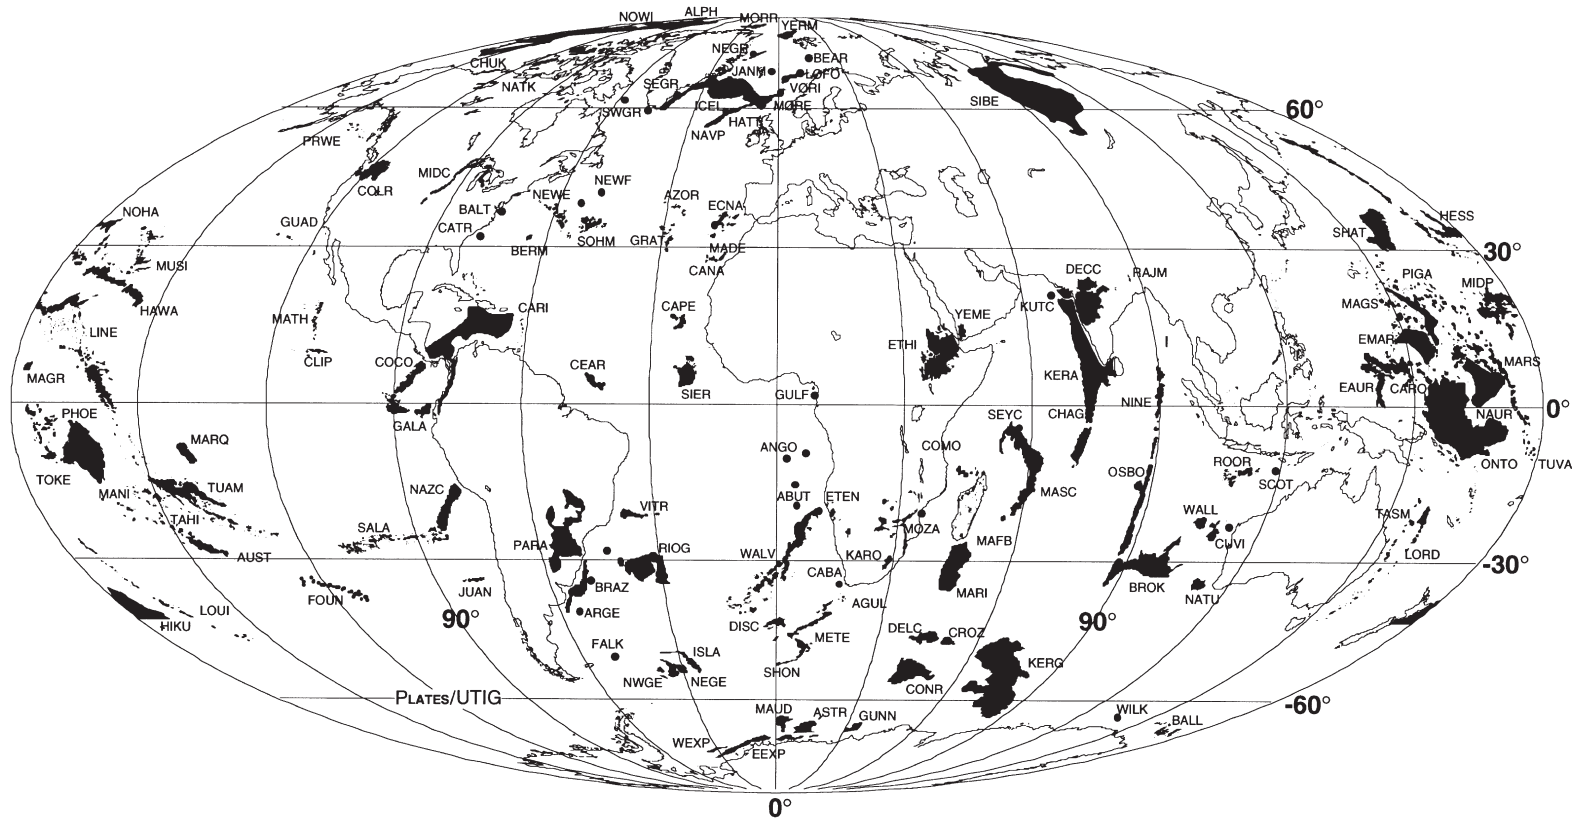 NOWI
ALPH
MORR
YERM
CHUK
NATK
NEGR
BEAR
SEGR
JANM
LOFO
VØRI
SIBE
SWGR
ICEL
MØRE
60°
PRWE
NAVP
HATT
COLR
MIDC
NEWE
NEWF
AZOR
ECNA
NOHA
GUAD
BALT
CATR
BERM
SOHM
GRAT
MADE
SHAT
HESS
30°
MUSI
CANA
DECC
RAJM
PIGA
MIDP
HAWA
MATH
CARI
CAPE
YEME
KUTC
MAGS
LINE
CLIP
COCO
CEAR
ETHI
EMAR
MARS
MAGR
SIER
GULF
KERA
EAUR
CARO
PHOE
GALA
SEYC
CHAG
NINE
NAUR
0°
MARQ
ANGO
COMO
TOKE
MANI
TUAM
NAZC
ABUT
ETEN
MASC
OSBO
ROOR
SCOT
ONTO
TUVA
TAHI
SALA
VITR
MOZA
WALL
TASM
AUST
PARA
RIOG
WALV
KARO
MAFB
CUVI
LORD
-30°
FOUN
JUAN
BRAZ
CABA
MARI
BROK
NATU
HIKU
LOUI
90°
ARGE
DISC
AGUL
90°
FALK
ISLA
METE
DELC
CROZ
NWGE
NEGE
SHON
CONR
KERG
PLATES/UTIG
-60°
MAUD
ASTR
GUNN
WILK
BALL
WEXP
EEXP
0°